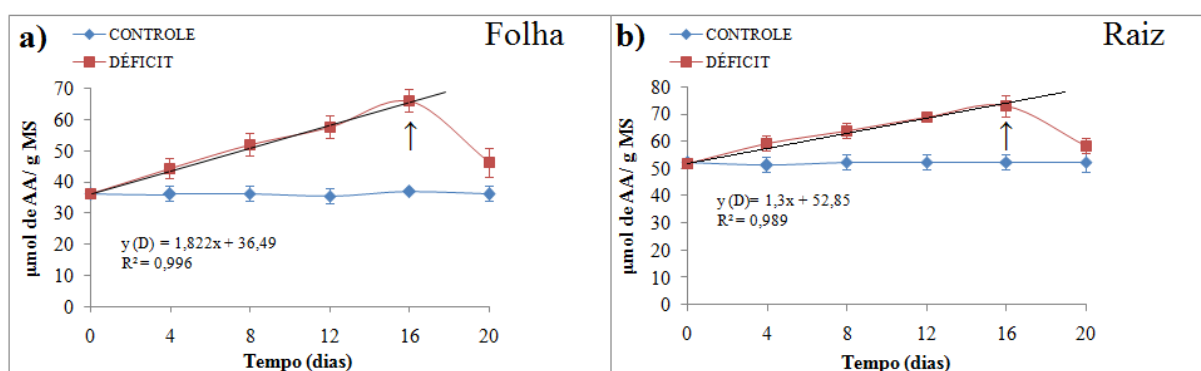 a)
Folha
CONTROLE
DÉFICIT
70
60
50
40
30
20
10
0
µmol de AA/ g MS
y (D) = 1,822x + 36,49
R² = 0,996
0 4 8 12 16 20
Tempo (dias)
b)
Raiz
CONTROLE
DÉFICIT
80
70
60
50
40
30
20
10
0
µmol de AA/ g MS
y (D)= 1,3x + 52,85
R² = 0,989
0 4 8 12 16 20
Tempo (dias)